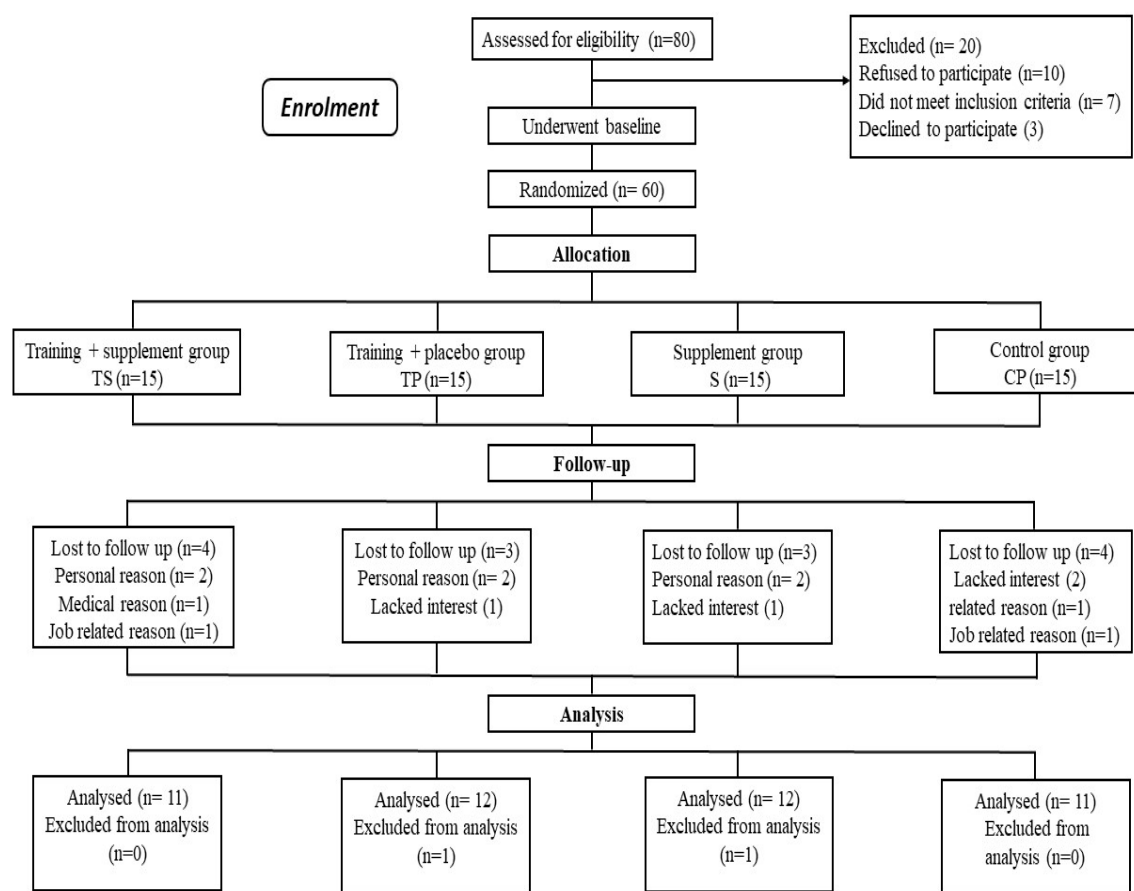 Assessed for eligibility (n=80)
Excluded (n= 20)
Refused to participate (n=10)
Did not meet inclusion criteria (n= 7)
Declined to participate (3)
Enrolment
Underwent baseline
Randomized (n= 60)
Allocation
Training + supplement group
TS (n=15)
Training + placebo group
TP (n=15)
Supplement group
S (n=15)
Control group
CP (n=15)
Follow-up
Lost to follow up (n=4)
Personal reason (n= 2)
Medical reason (n=1)
Job related reason (n=1)
Lost to follow up (n=3)
Personal reason (n= 2)
Lacked interest (1)
Lost to follow up (n=3)
Personal reason (n= 2)
Lacked interest (1)
Lost to follow up (n=4)
Lacked interest (2)
related reason (n=1)
Job related reason (n=1)
Analysis
Analysed (n= 11)
Excluded from analysis
(n=0)
Analysed (n= 12)
Excluded from analysis
(n=1)
Analysed (n= 12)
Excluded from analysis
(n=1)
Analysed (n= 11)
Excluded from
analysis (n=0)